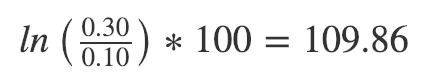 ln (0.30/0.10) * 100 = 109.86